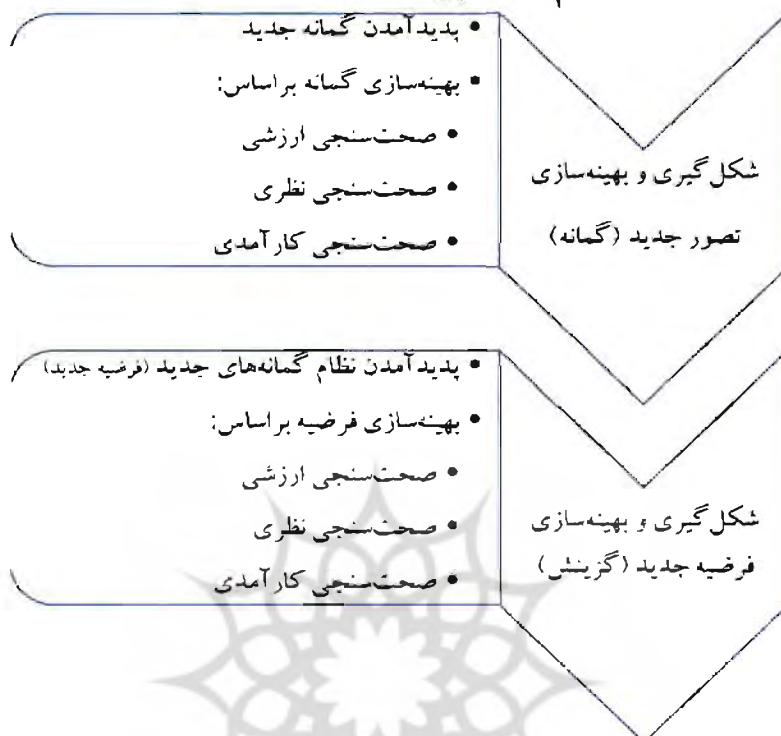 پدیدآمدن گمانه جدید
بهینه‌سازی گمانه براساس:
صحت‌سنجی ارزشی
صحت‌سنجی نظری
صحت‌سنجی کارآمدی
شکل‌گیری و بهینه‌سازی
تصور جدید (گمانه)
پدیدآمدن نظام گمانه‌های جدید (فرضیه جدید)
بهینه‌سازی فرضیه براساس:
صحت‌سنجی ارزشی
صحت‌سنجی نظری
صحت‌سنجی کارآمدی
شکل‌گیری و بهینه‌سازی
فرضیه جدید (گزینش)